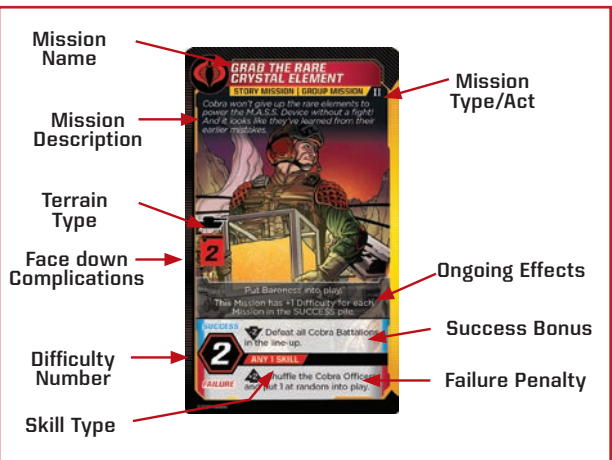 Mission
Name
Mission
Description
Terrain
Type
Face down
Complications
Difficulty
Number
Skill Type
GRAB THE RARE
CRYSTAL ELEMENT
STORY MISSION | GROUP MISSION II
Cobra won't give up the rare elements to
power the M.A.S.S. Device without a fight!
And it looks like they've learned from their
earlier mistakes.
2
Put Baroness into play.
This Mission has +1 Difficulty for each
Mission in the SUCCESS pile.
SUCCESS
Defeat all Cobra Battalions
in the line-up.
2
ANY 1 SKILL
FAILURE
Shuffle the Cobra Officers
and put 1 at random into play.
Mission
Type/Act
Ongoing Effects
Success Bonus
Failure Penalty